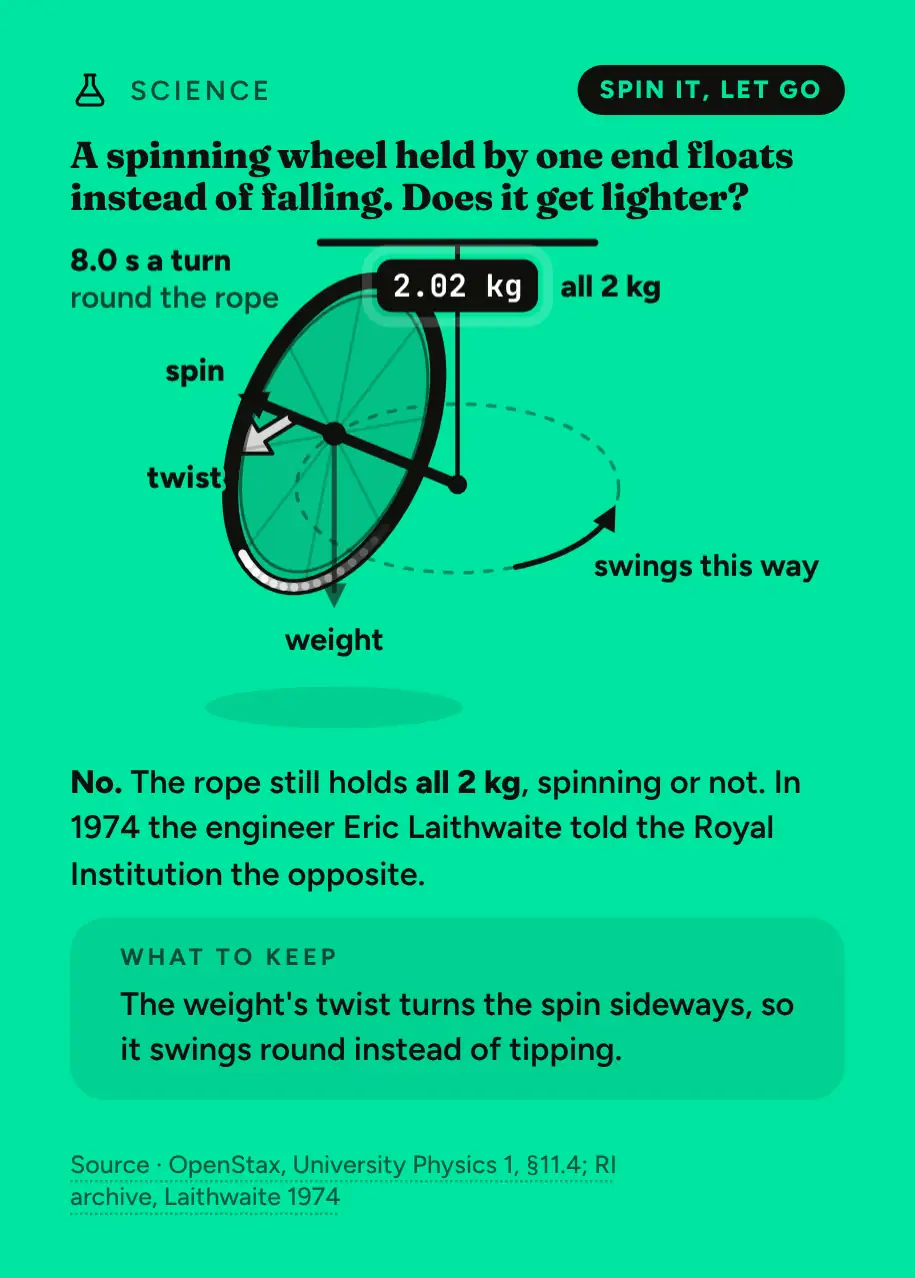 SCIENCE
SPIN IT, LET GO
A spinning wheel held by one end floats
instead of falling. Does it get lighter?
8.0 s a turn
round the rope
2.02 kg
all 2 kg
spin
twist
swings this way
weight
No. The rope still holds all 2 kg, spinning or not. In
1974 the engineer Eric Laithwaite told the Royal
Institution the opposite.
WHAT TO KEEP
The weight's twist turns the spin sideways, so
it swings round instead of tipping.
Source · OpenStax, University Physics 1, §11.4; RI
archive, Laithwaite 1974